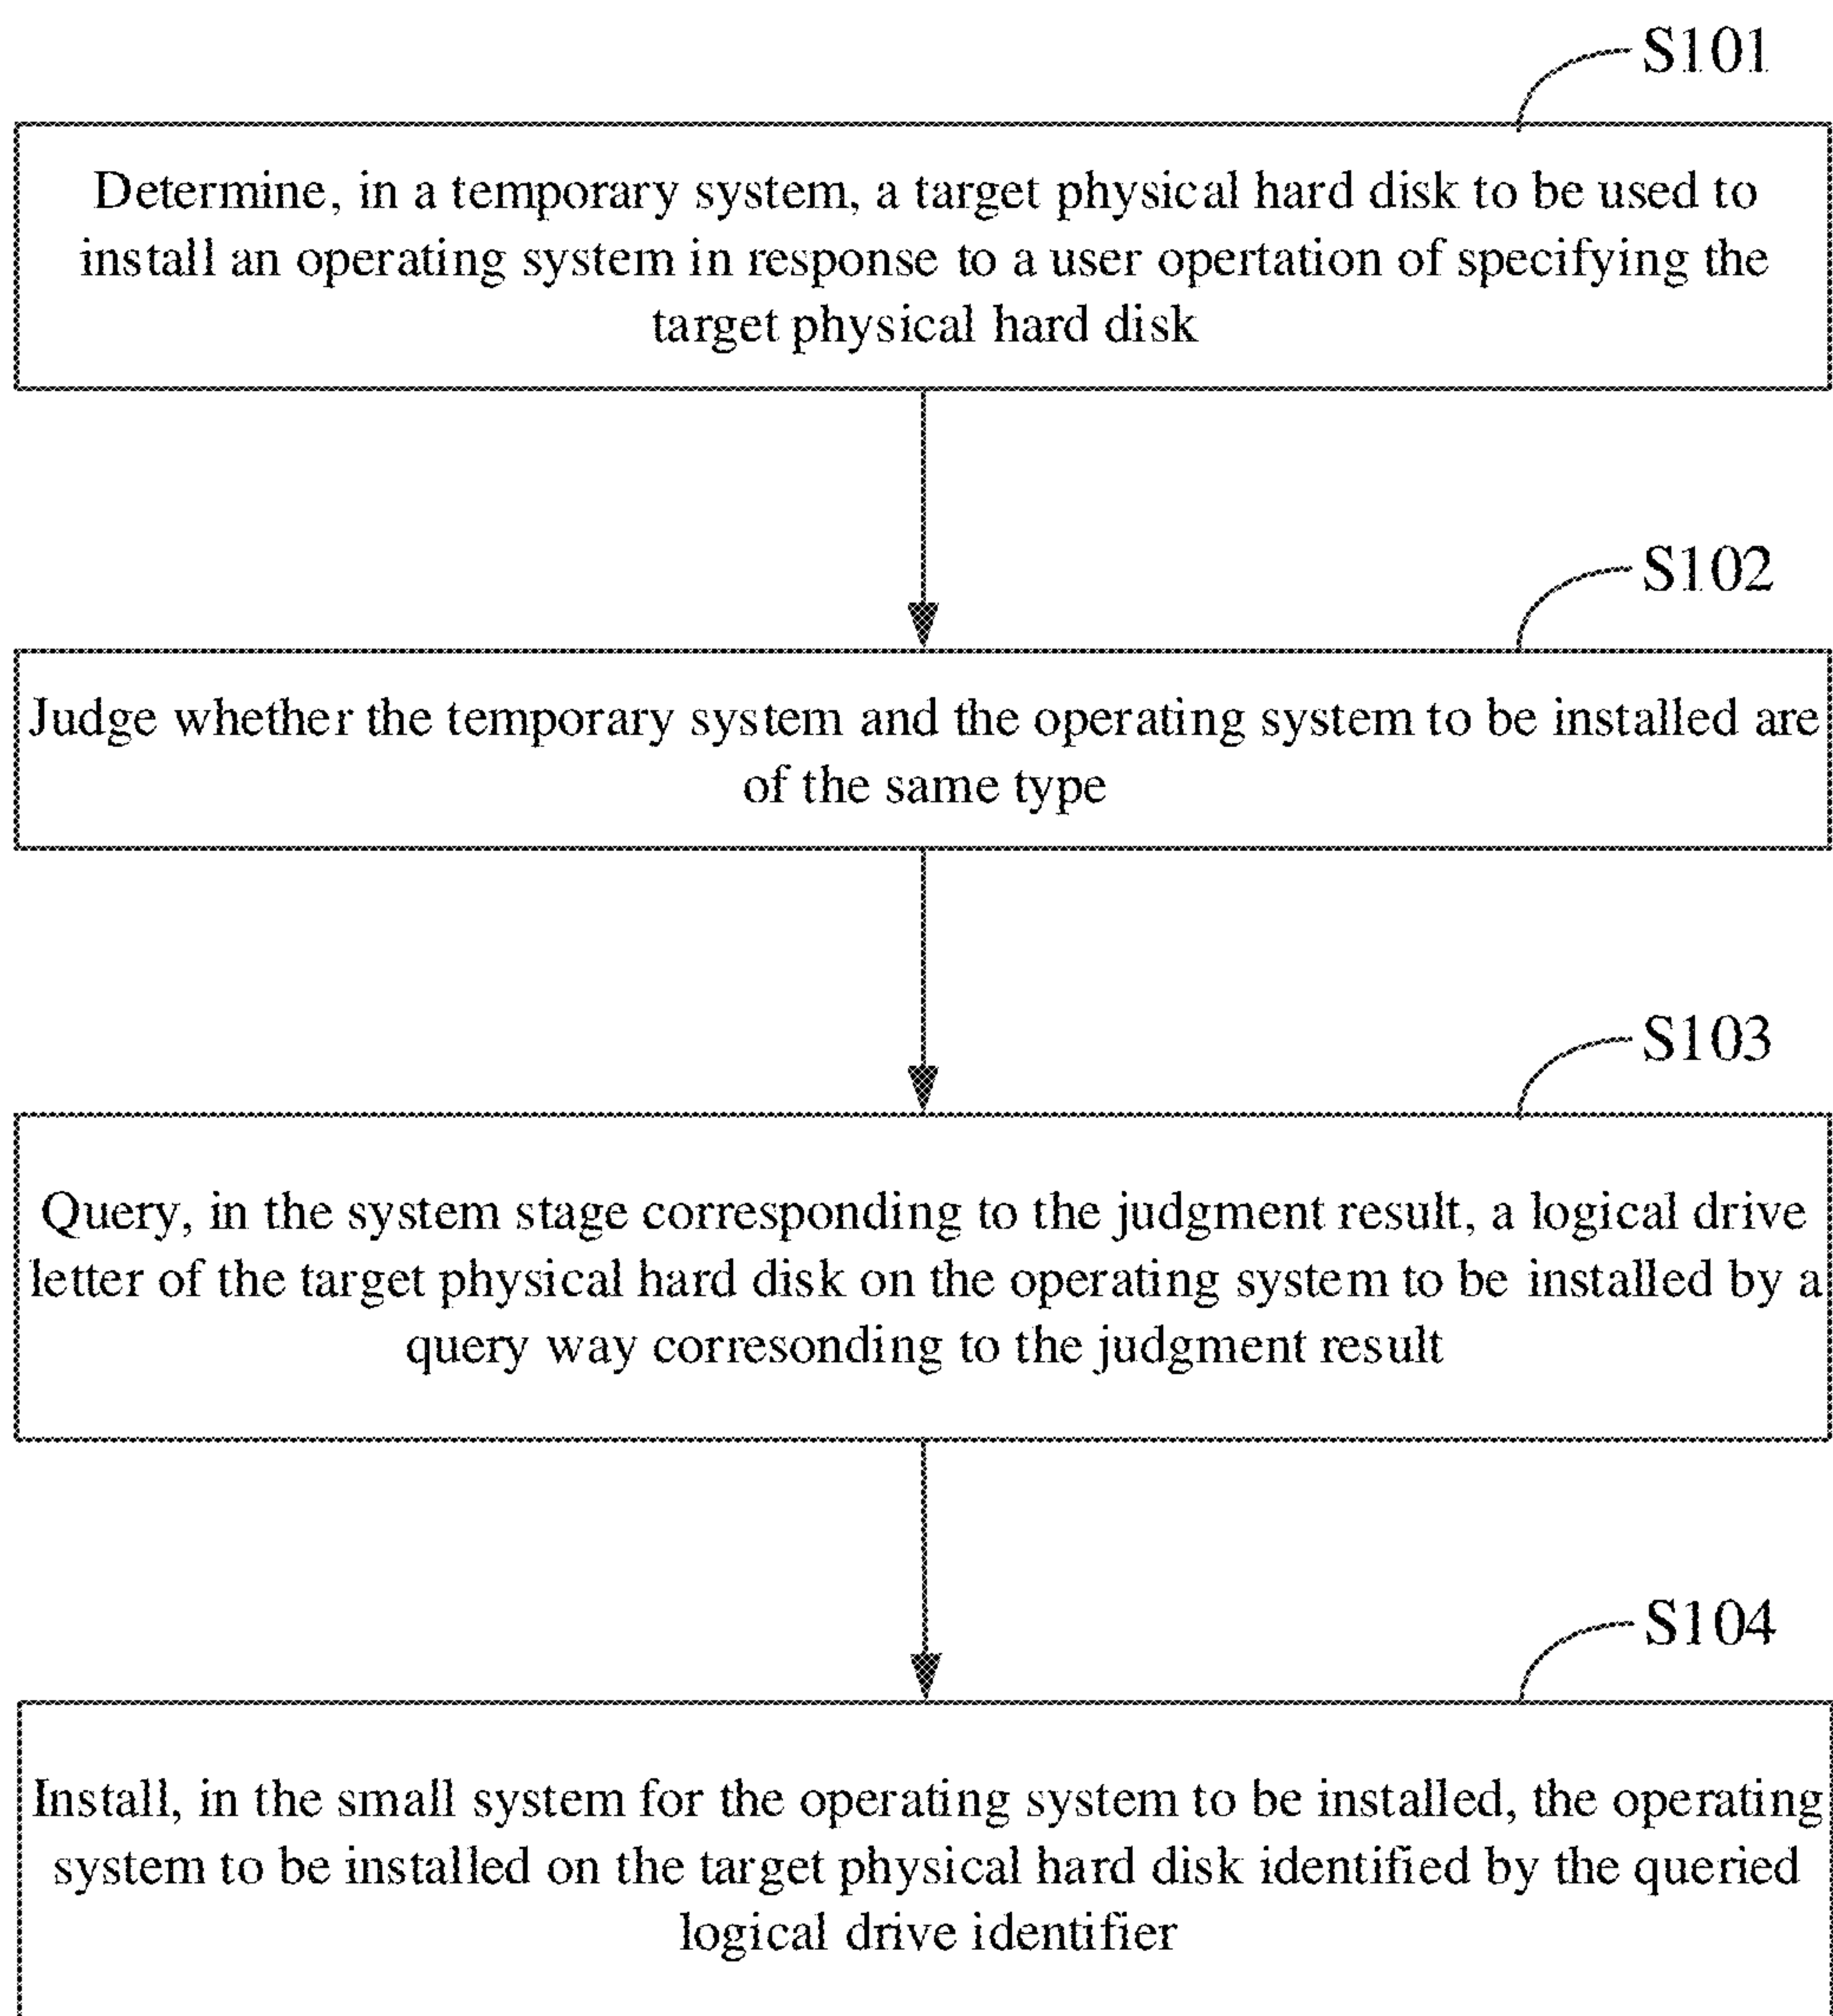 S101
Determine, in a temporary system, a target physical hard disk to be used to
install an operating system in response to a user opertation of specifying the
target physical hard disk
S102
Judge whether the temporary system and the operating system to be installed are
of the same type
S103
Query, in the system stage corresponding to the judgment result, a logical drive
letter of the target physical hard disk on the operating system to be installed by a
query way corresonding to the judgment result
S104
Install, in the small system for the operating system to be installed, the operating
system to be installed on the target physical hard disk identified by the queried
logical drive identifier